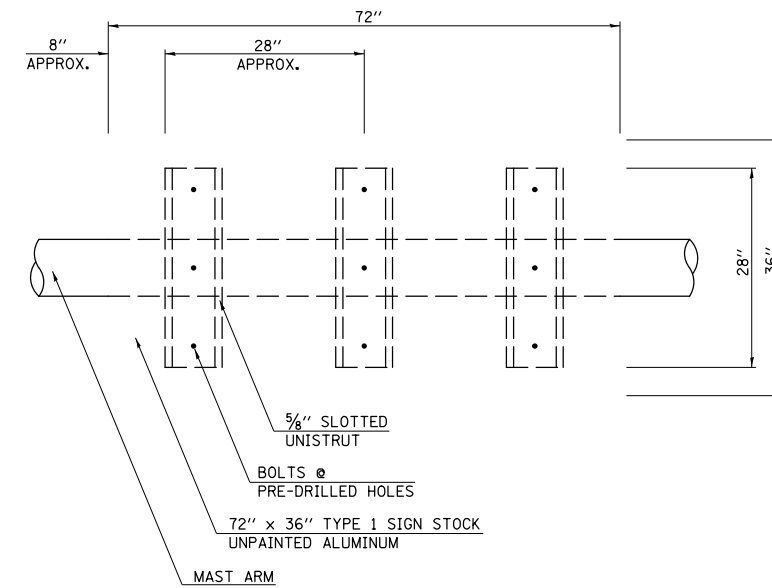 72"
8"
APPROX.
28"
APPROX.
28"
36"
⅝" SLOTTED
UNISTRUT
BOLTS @
PRE-DRILLED HOLES
72" x 36" TYPE 1 SIGN STOCK
UNPAINTED ALUMINUM
MAST ARM